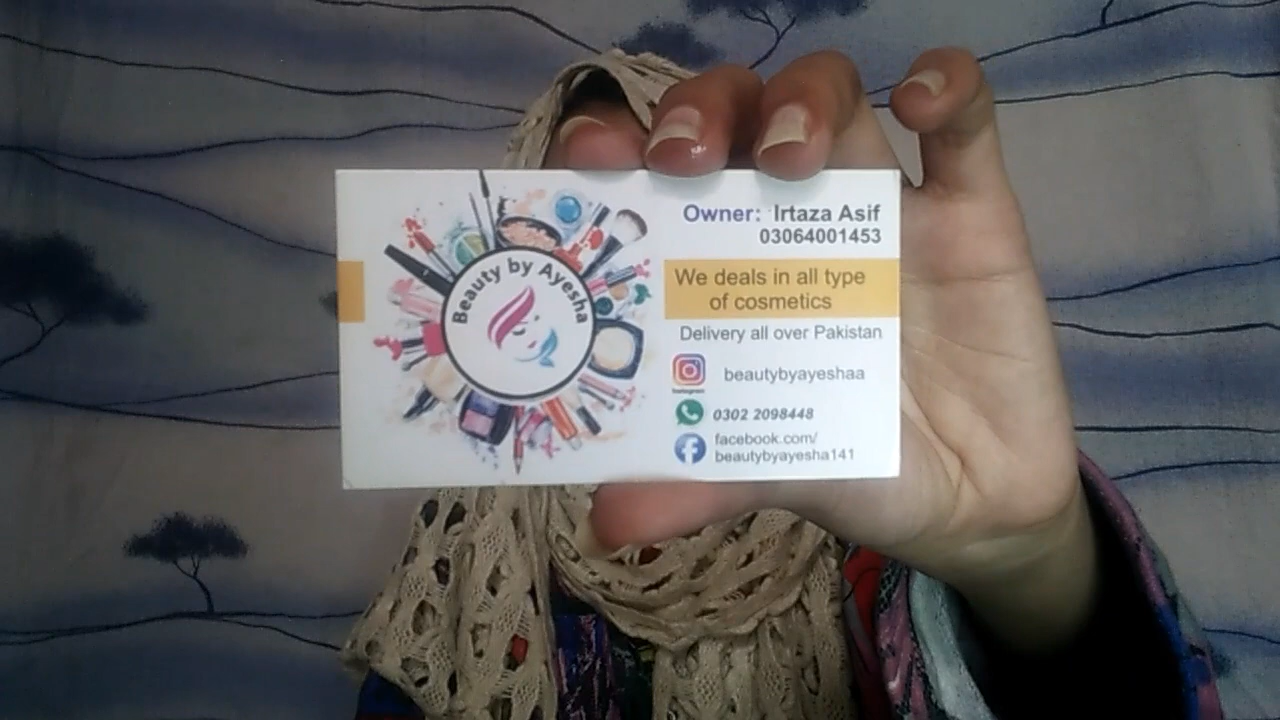 Beauty by Ayesha
Owner: Irtaza Asif
03064001453
We deals in all type
of cosmetics
Delivery all over Pakistan
Instagram
beautybyayeshaa
0302 2098448
facebook.com/
beautybyayesha141